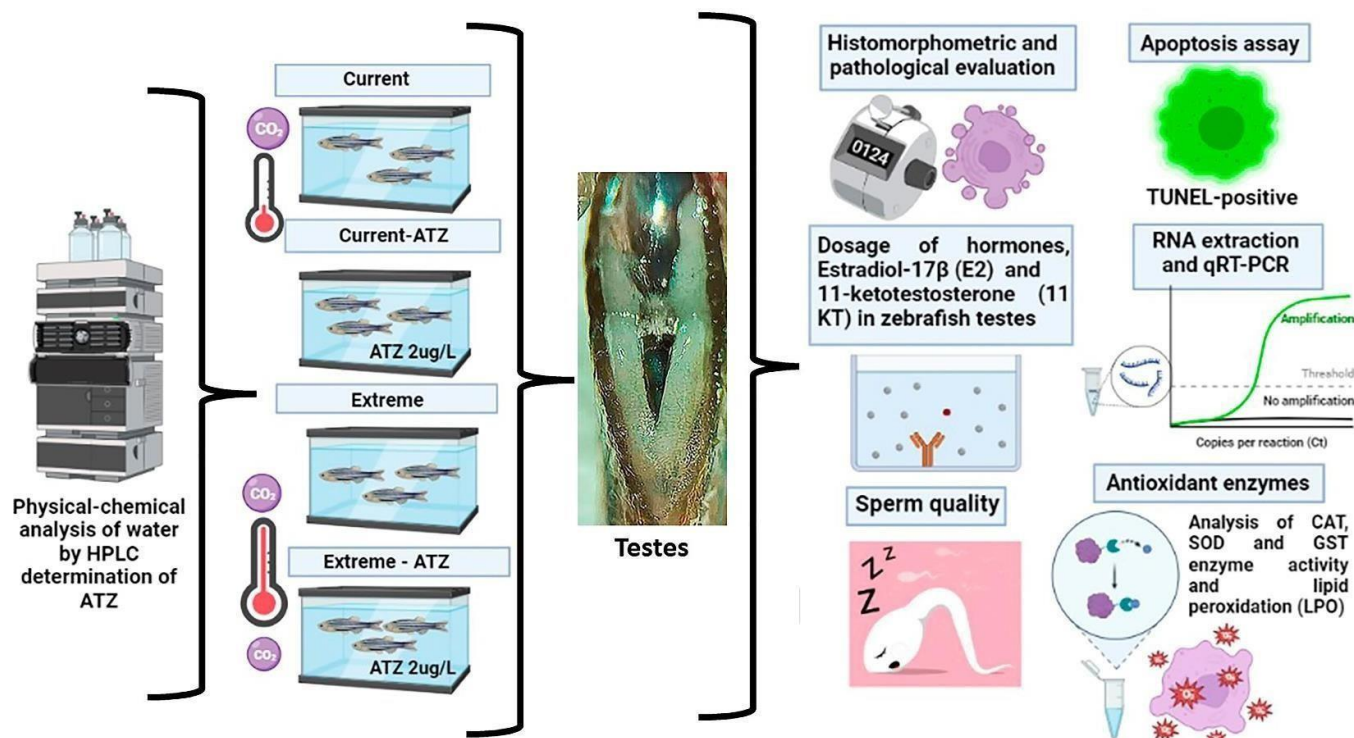 Physical-chemical
analysis of water
by HPLC
determination of
ATZ
Current
CO₂
Current-ATZ
ATZ 2ug/L
Extreme
CO₂
Extreme - ATZ
CO₂
ATZ 2ug/L
Testes
Histomorphometric and
pathological evaluation
0124
Apoptosis assay
TUNEL-positive
Dosage of hormones,
Estradiol-17β (E2) and
11-ketotestosterone (11
KT) in zebrafish testes
RNA extraction
and qRT-PCR
Amplification
Threshold
No amplification
Copies per reaction (Ct)
Sperm quality
z
z
Z
Antioxidant enzymes
Analysis of CAT,
SOD and GST
enzyme activity
and lipid
peroxidation (LPO)